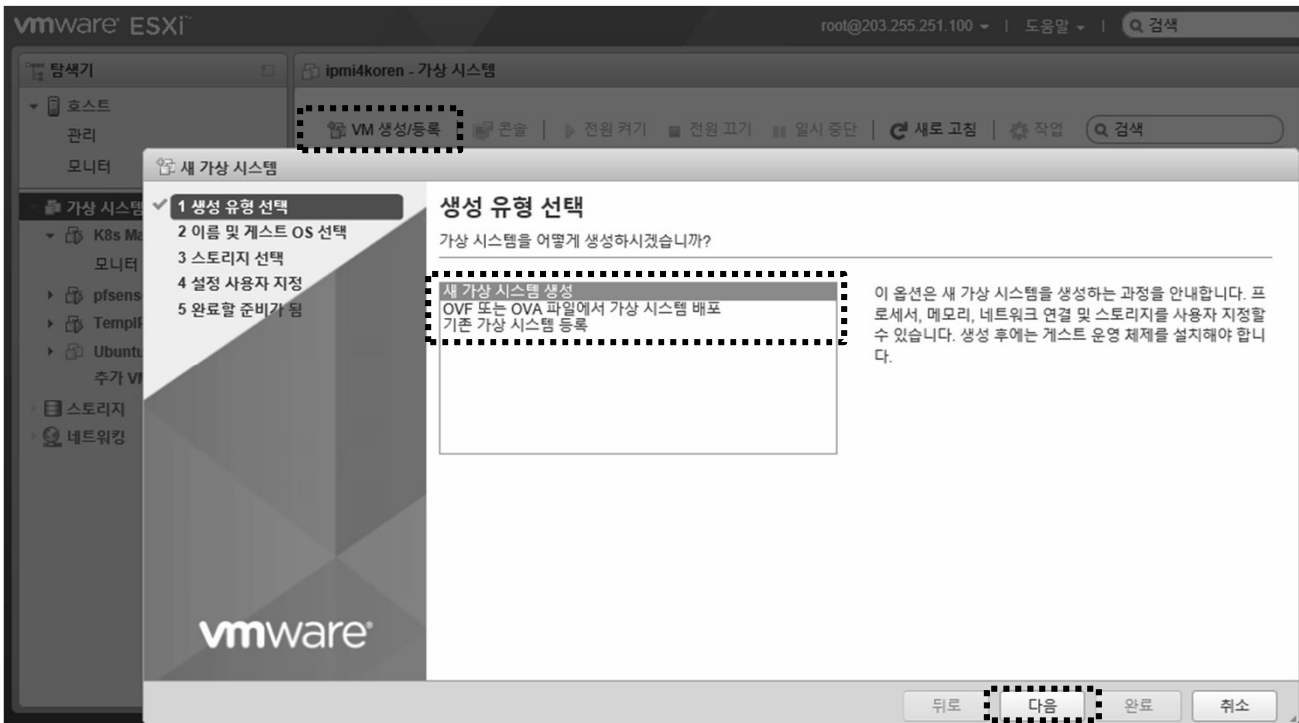 vmware ESXi™
root@203.255.251.100 | 도움말 | 검색
탐색기
ipmi4koren - 가상 시스템
호스트
관리
모니터
VM 생성/등록 | 콘솔 | 전원 켜기 전원 끄기 일시 중단 | 새로 고침 | 작업 검색
새 가상 시스템
가상 시스템
K8s Ma
모니터
pfsens
Ubuntu
추가 VM
스토리지
네트워킹
1 생성 유형 선택
2 이름 및 게스트 OS 선택
3 스토리지 선택
4 설정 사용자 지정
5 완료할 준비가 됨
생성 유형 선택
가상 시스템을 어떻게 생성하시겠습니까?
새 가상 시스템 생성
OVF 또는 OVA 파일에서 가상 시스템 배포
기존 가상 시스템 등록
이 옵션은 새 가상 시스템을 생성하는 과정을 안내합니다. 프
로세서, 메모리, 네트워크 연결 및 스토리지를 사용자 지정할
수 있습니다. 생성 후에는 게스트 운영 체제를 설치해야 합니
다.
vmware®
뒤로 다음 완료 취소